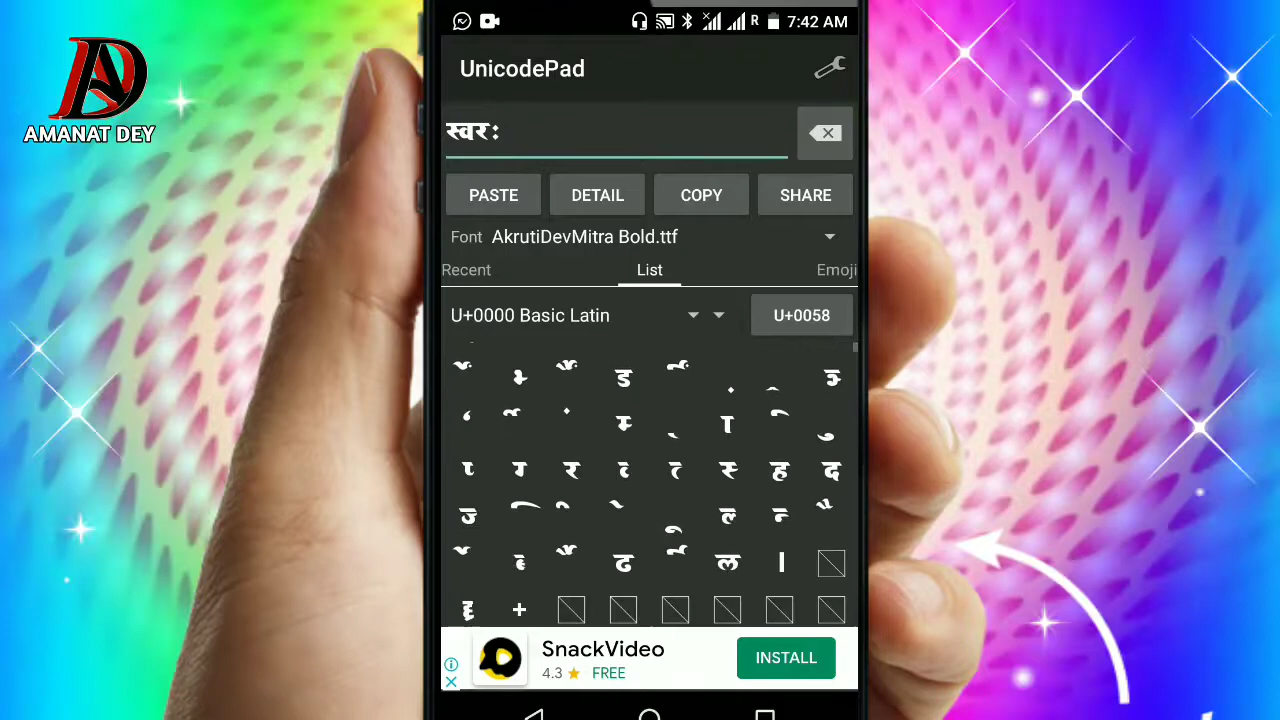 7:42 AM
R
AMANAT DEY
UnicodePad
स्वरः
PASTE DETAIL COPY SHARE
Font AkrutiDevMitra Bold.ttf
Recent List Emoji
U+0000 Basic Latin U+0058
ड
र स्ह द
ढ ल ।
+
SnackVideo
4.3 ★ FREE
INSTALL